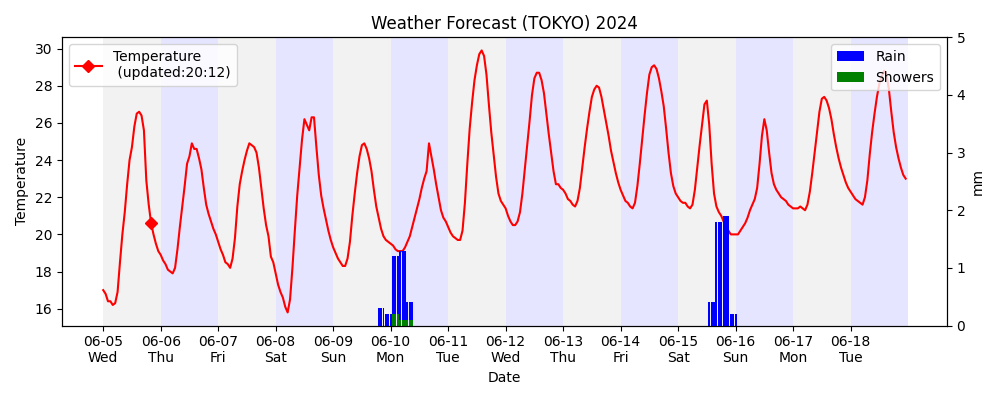 Weather Forecast (TOKYO) 2024
Temperature
(updated:20:12)
Rain
Showers
Temperature
30
28
26
24
22
20
18
16
5
4
3
2
1
0
mm
06-05 06-06 06-07 06-08 06-09 06-10 06-11 06-12 06-13 06-14 06-15 06-16 06-17 06-18
Wed Thu Fri Sat Sun Mon Tue Wed Thu Fri Sat Sun Mon Tue
Date